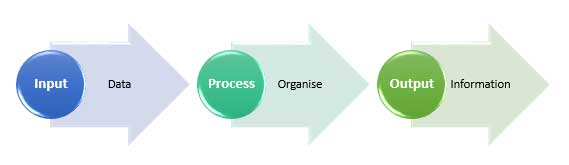 Input Data Process Organise Output Information